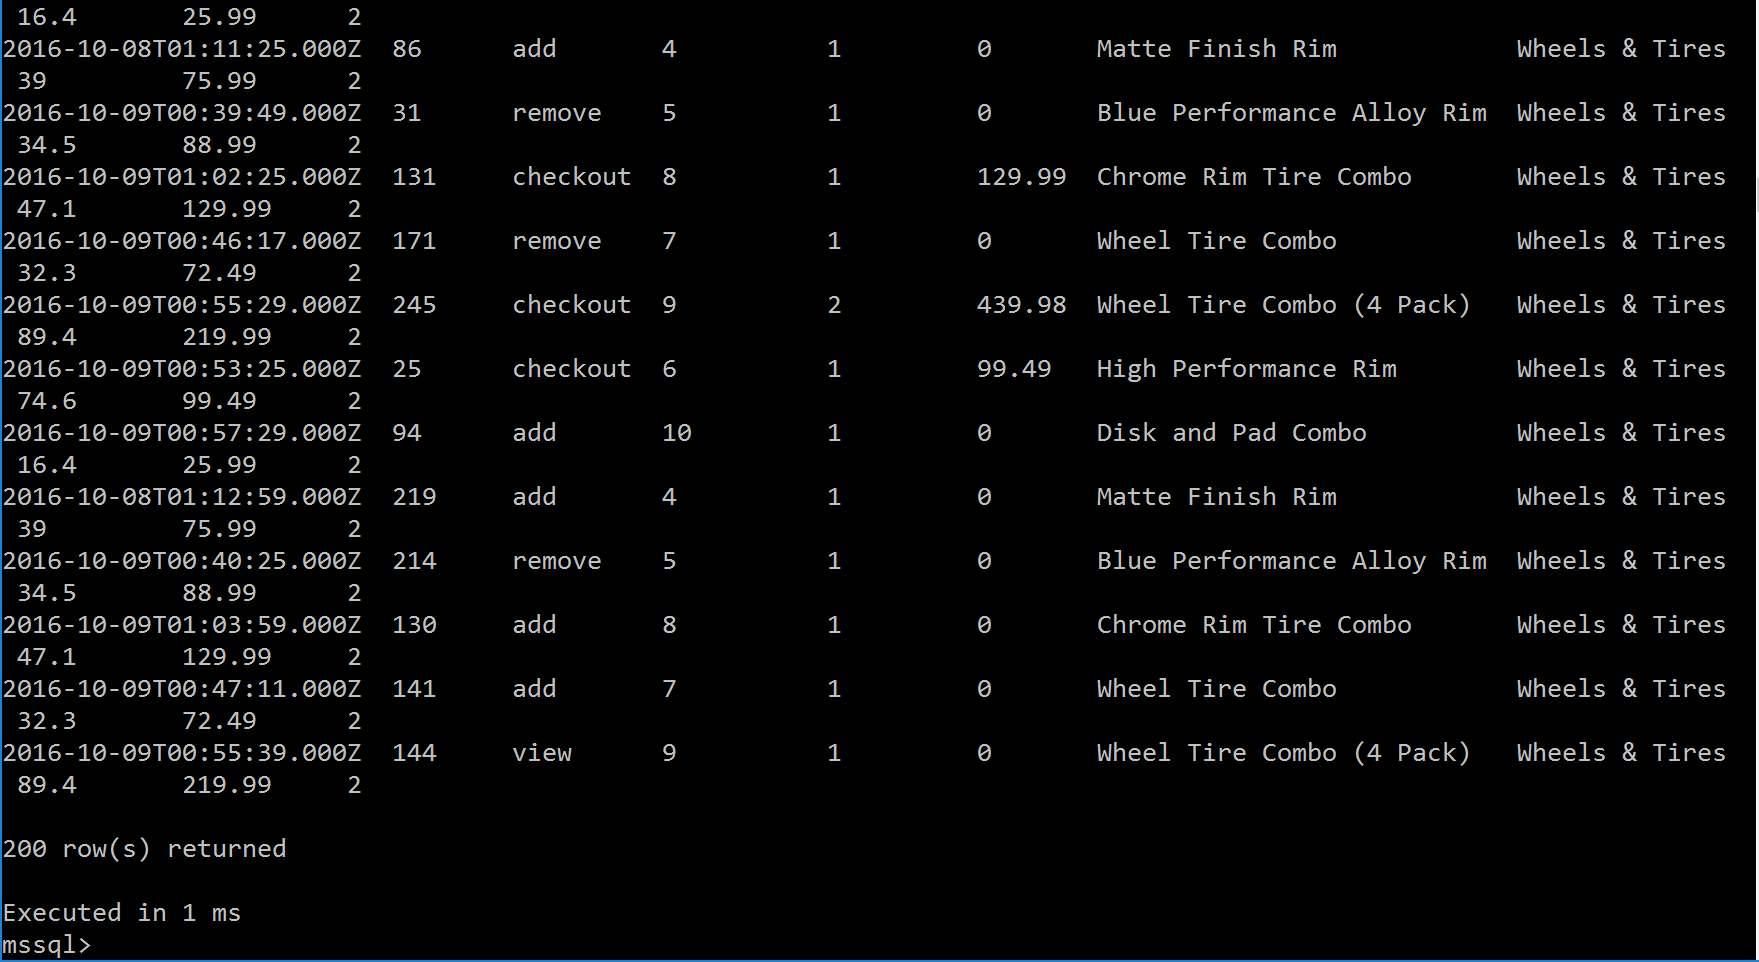 16.4       25.99      2
2016-10-08T01:11:25.000Z  86      add       4          1         0       Matte Finish Rim            Wheels & Tires
39         75.99      2
2016-10-09T00:39:49.000Z  31      remove    5          1         0       Blue Performance Alloy Rim  Wheels & Tires
34.5       88.99      2
2016-10-09T01:02:25.000Z  131     checkout  8          1         129.99  Chrome Rim Tire Combo       Wheels & Tires
47.1       129.99     2
2016-10-09T00:46:17.000Z  171     remove    7          1         0       Wheel Tire Combo            Wheels & Tires
32.3       72.49      2
2016-10-09T00:55:29.000Z  245     checkout  9          2         439.98  Wheel Tire Combo (4 Pack)   Wheels & Tires
89.4       219.99     2
2016-10-09T00:53:25.000Z  25      checkout  6          1         99.49   High Performance Rim        Wheels & Tires
74.6       99.49      2
2016-10-09T00:57:29.000Z  94      add       10         1         0       Disk and Pad Combo          Wheels & Tires
16.4       25.99      2
2016-10-08T01:12:59.000Z  219     add       4          1         0       Matte Finish Rim            Wheels & Tires
39         75.99      2
2016-10-09T00:40:25.000Z  214     remove    5          1         0       Blue Performance Alloy Rim  Wheels & Tires
34.5       88.99      2
2016-10-09T01:03:59.000Z  130     add       8          1         0       Chrome Rim Tire Combo       Wheels & Tires
47.1       129.99     2
2016-10-09T00:47:11.000Z  141     add       7          1         0       Wheel Tire Combo            Wheels & Tires
32.3       72.49      2
2016-10-09T00:55:39.000Z  144     view      9          1         0       Wheel Tire Combo (4 Pack)   Wheels & Tires
89.4       219.99     2
200 row(s) returned
Executed in 1 ms
mssql>